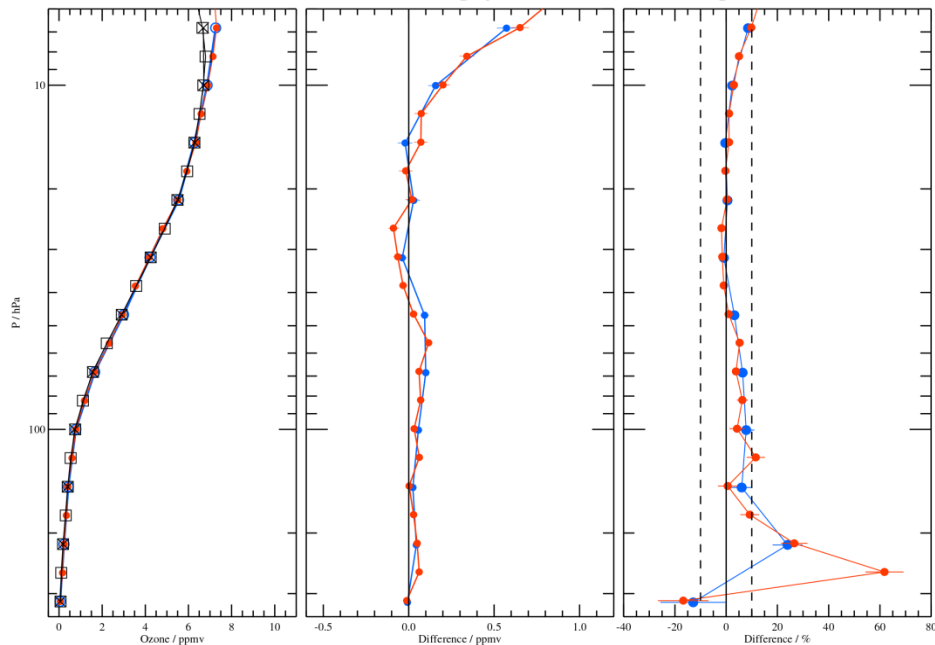 10
P / hPa
100
0 2 4 6 8 10
Ozone / ppmv
-0.5 0.0 0.5 1.0
Difference / ppmv
-40 -20 0 20 40 60 80
Difference / %